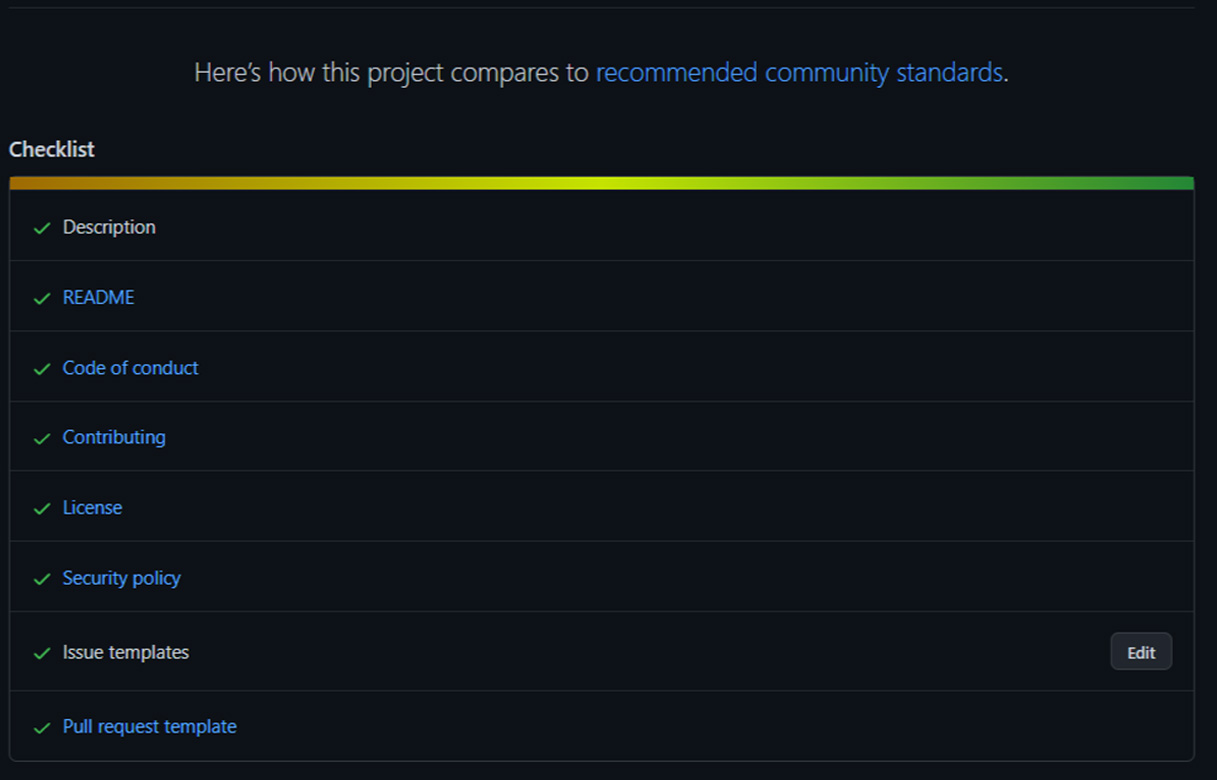 Here’s how this project compares to recommended community standards.
Checklist
Description
README
Code of conduct
Contributing
License
Security policy
Issue templates
Edit
Pull request template